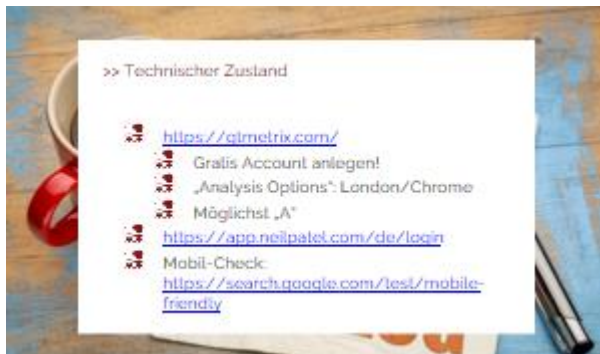 >> Technischer Zustand
https://gtmetrix.com/
Gratis Account anlegen!
„Analysis Options“: London/Chrome
Möglichst „A“
https://app.neilpatel.com/de/login
Mobil-Check:
https://search.google.com/test/mobile-
friendly